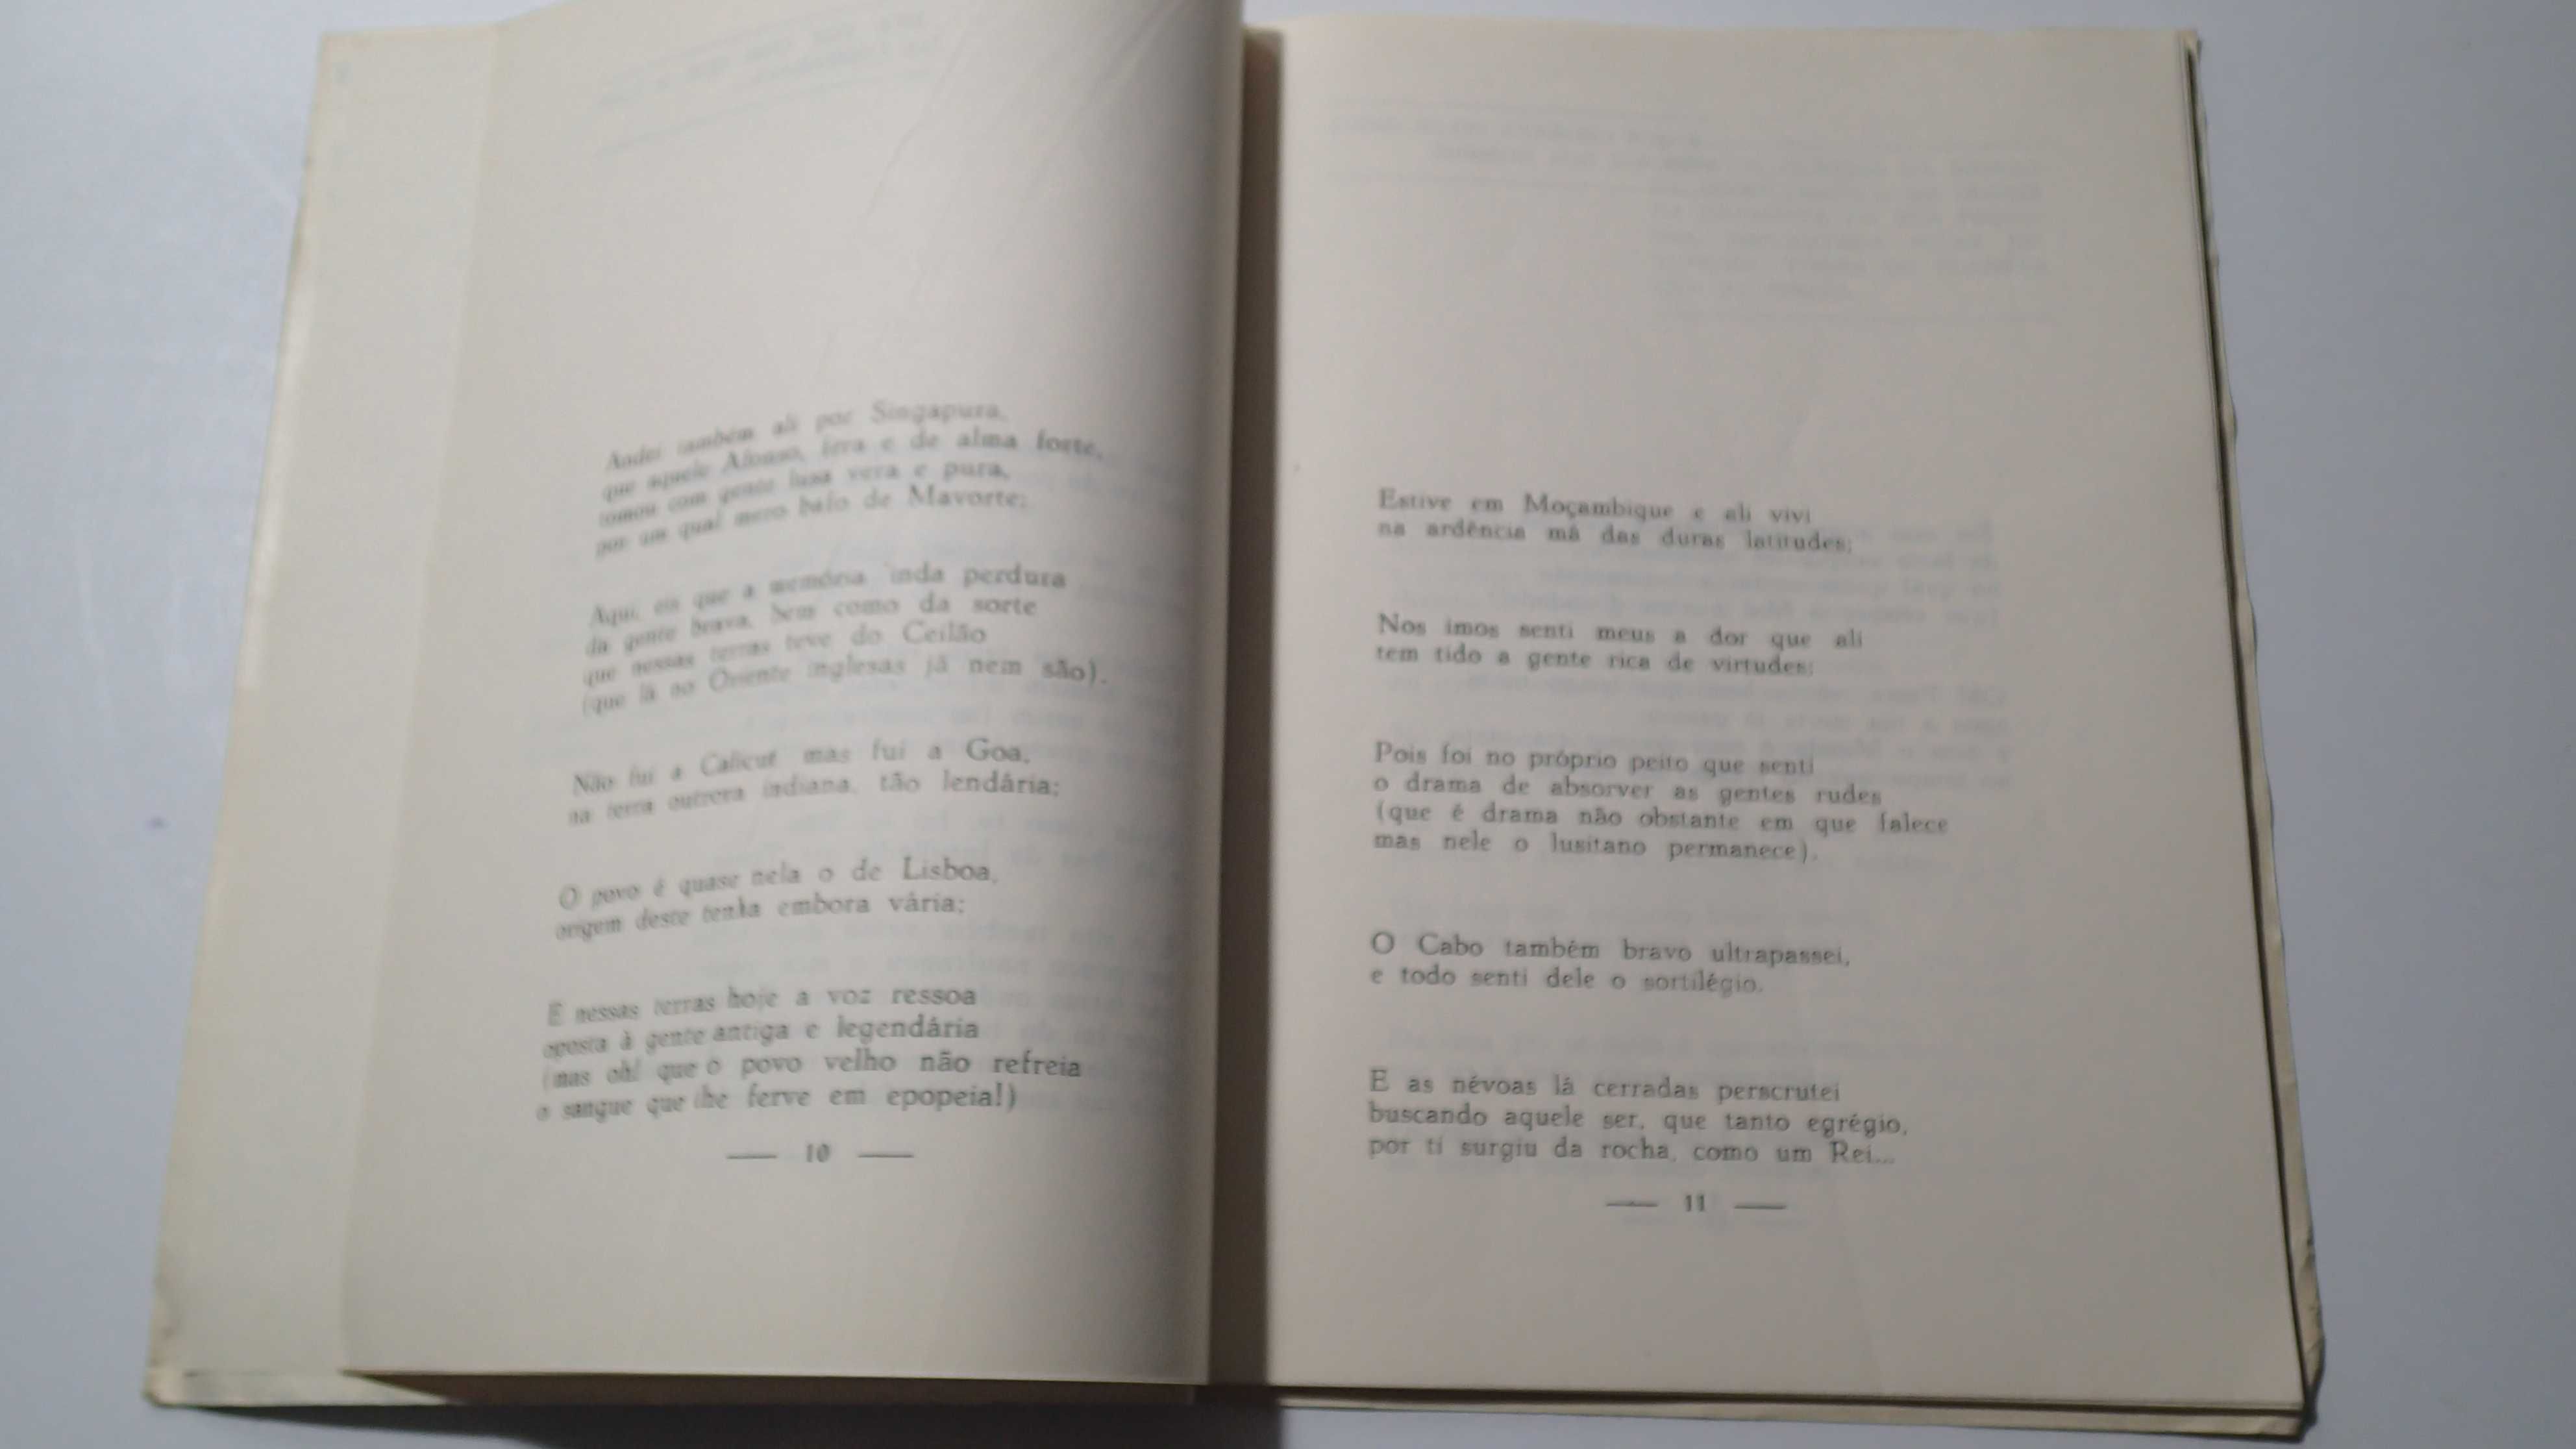 Andei também ali por Singapura,
que aquele Afonso, fera e de alma forte,
tomou com gente lusa vera e pura,
por um qual mero bafo de Mavorte;
Aqui, em que a memória inda perdura
da gente brava, bem como da sorte
que nessas terras teve do Ceilão
(que lá no Oriente inglesas já nem são).
Não fui a Calicut mas fui a Goa,
na terra outrora indiana, tão lendária;
O povo é quase nela o de Lisboa,
origem deste tenha embora vária;
E nessas terras hoje a voz ressoa
oposta à gente antiga e legendária
(mas oh! que o povo velho não refreia
o sangue que lhe ferve em epopeia!)
— 10 —
Estive em Moçambique e ali vivi
na ardência má das duras latitudes;
Nos imos senti meus a dor que ali
tem tido a gente rica de virtudes;
Pois foi no próprio peito que senti
o drama de absorver as gentes rudes
(que é drama não obstante em que falece
mas nele o lusitano permanece).
O Cabo também bravo ultrapassei,
e todo senti dele o sortilégio.
E as névoas lá cerradas perscrutei
buscando aquele ser, que tanto egrégio,
por ti surgiu da rocha, como um Rei...
— 11 —